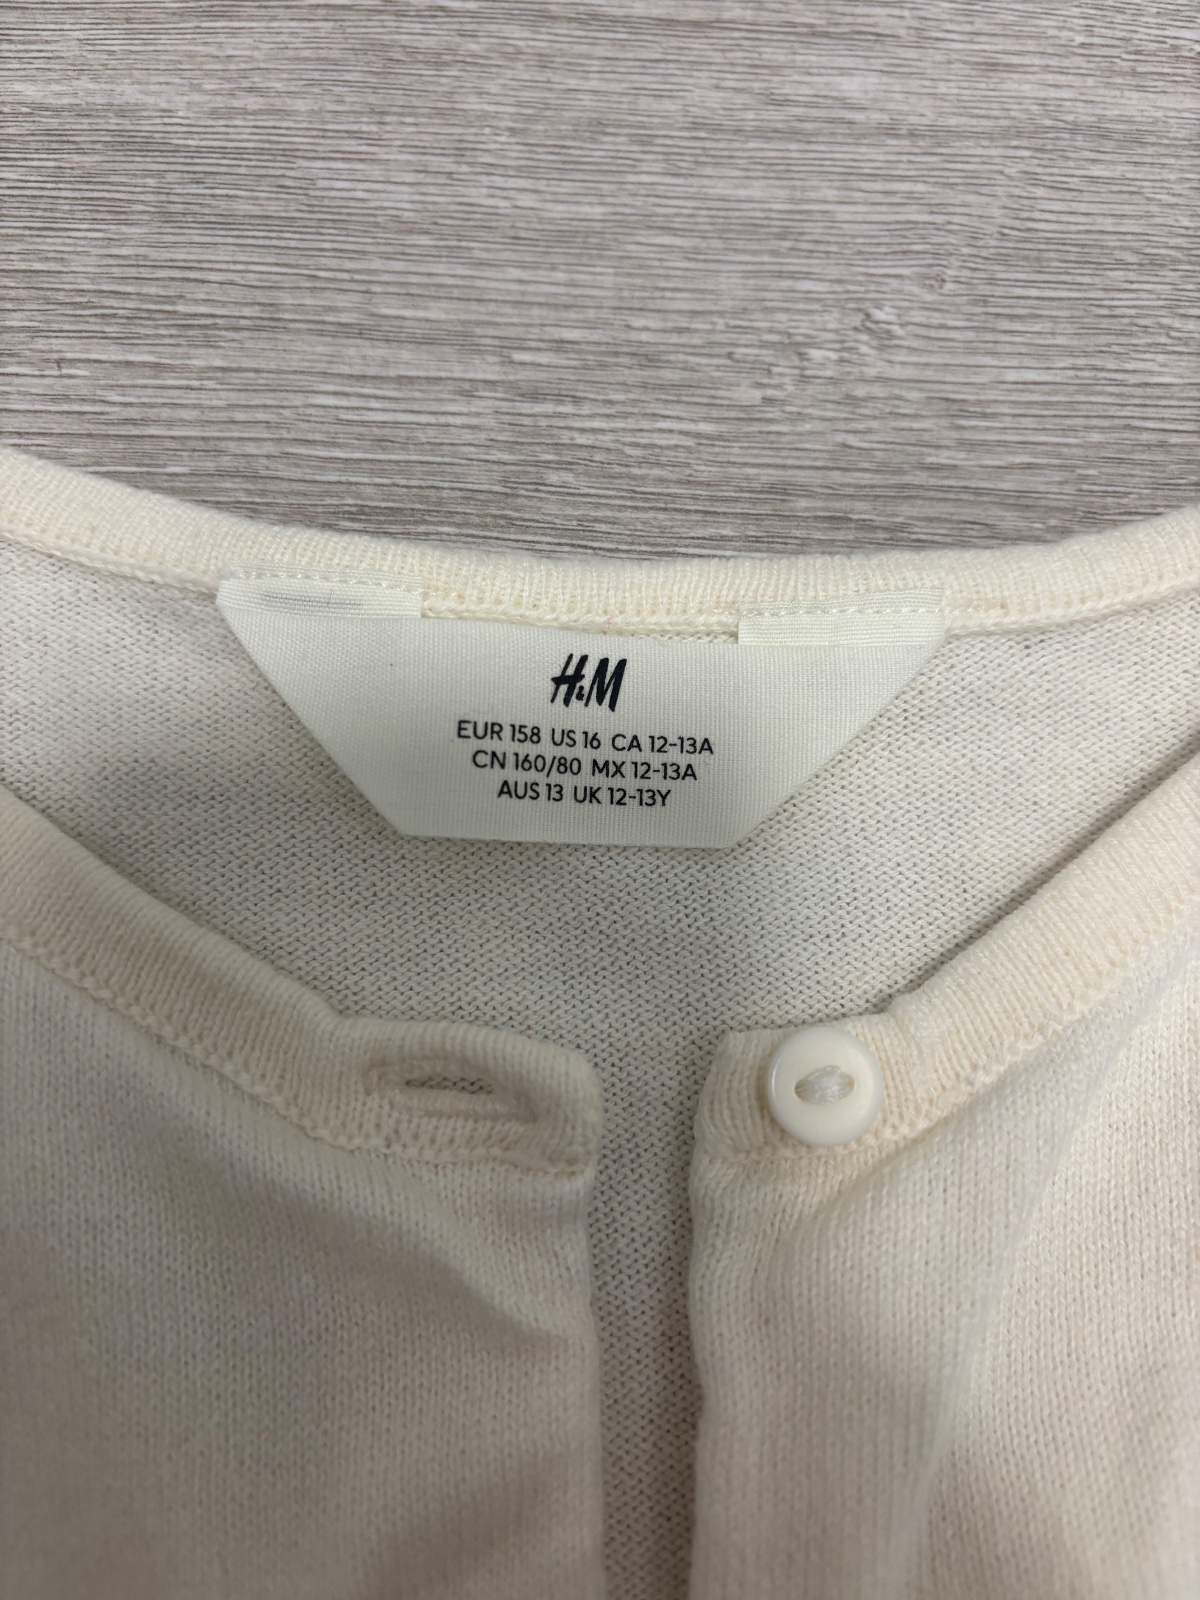 H&M
EUR 158 US 16 CA 12-13A
CN 160/80 MX 12-13A
AUS 13 UK 12-13Y